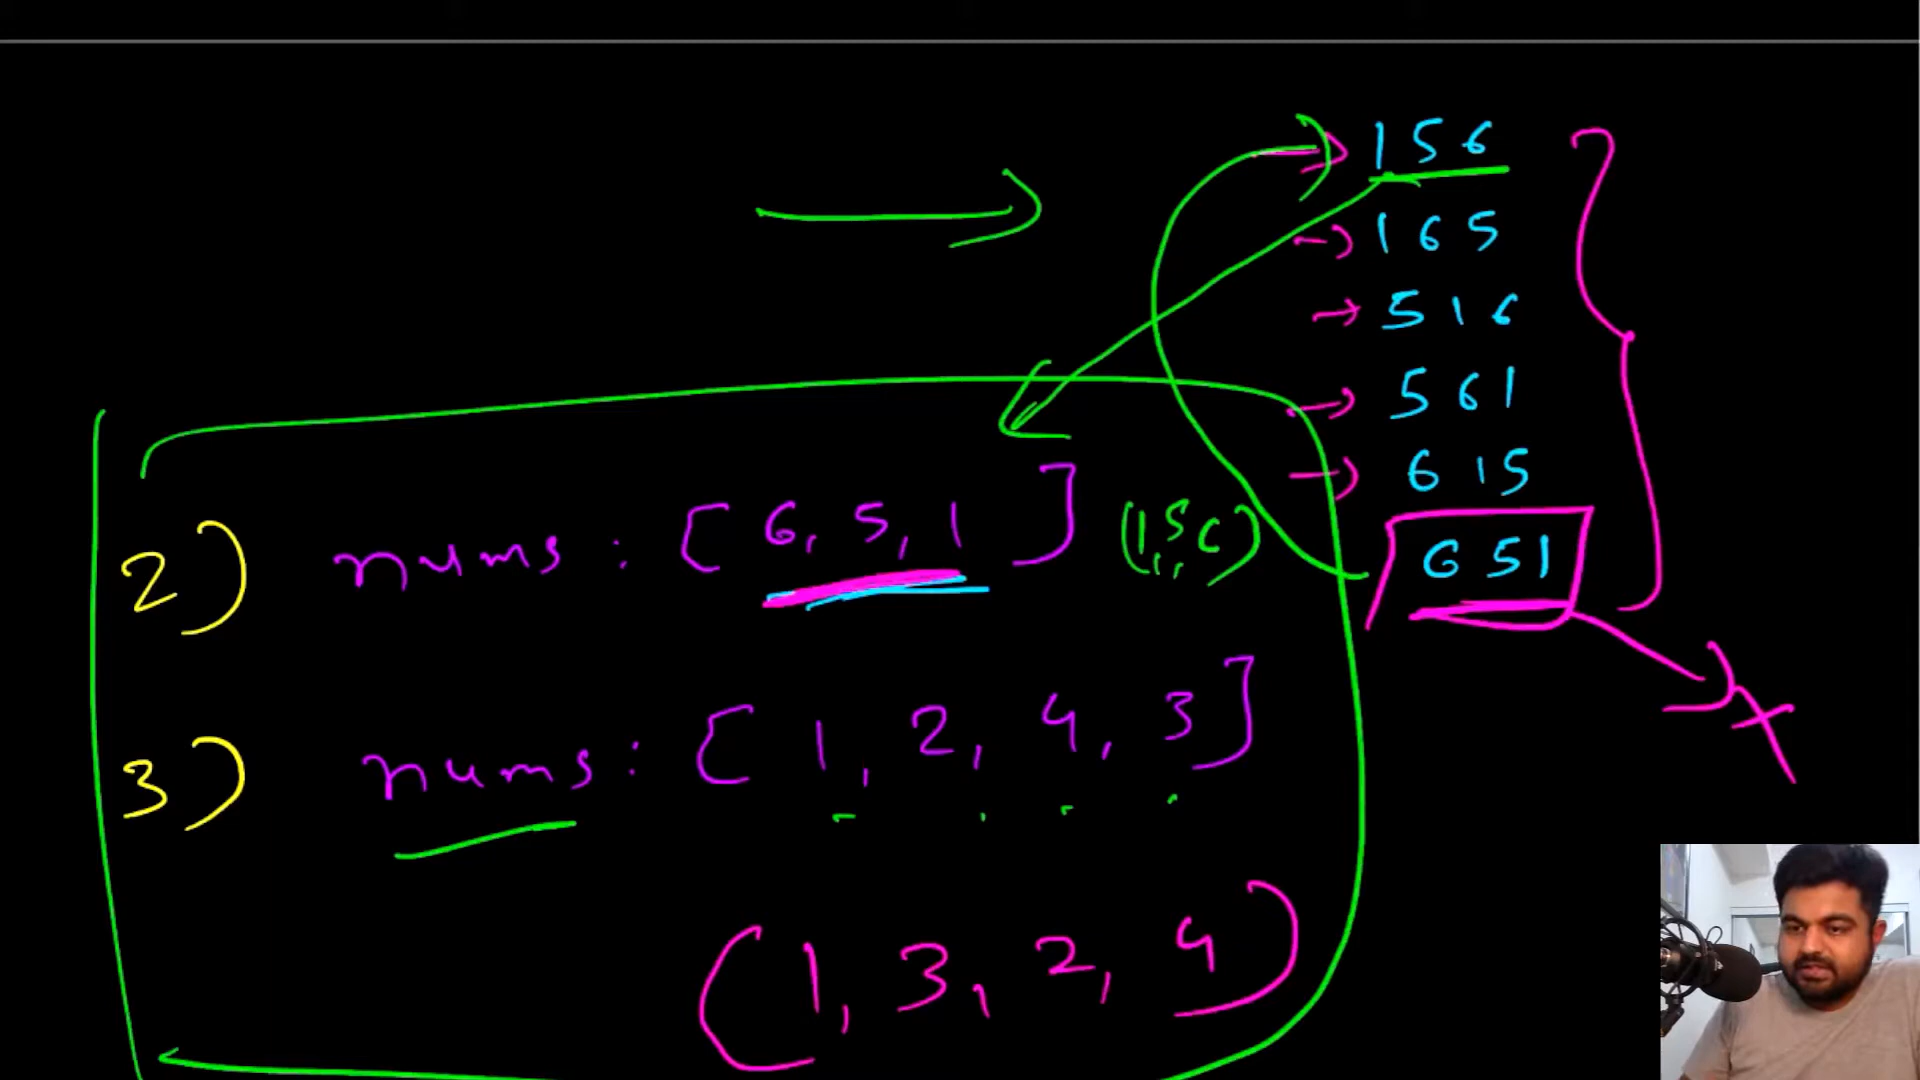 156
165
516
561
615
651
2) nums : [6, 5, 1] (1, 5, 6)
3) nums : [1, 2, 4, 3]
(1, 3, 2, 4)